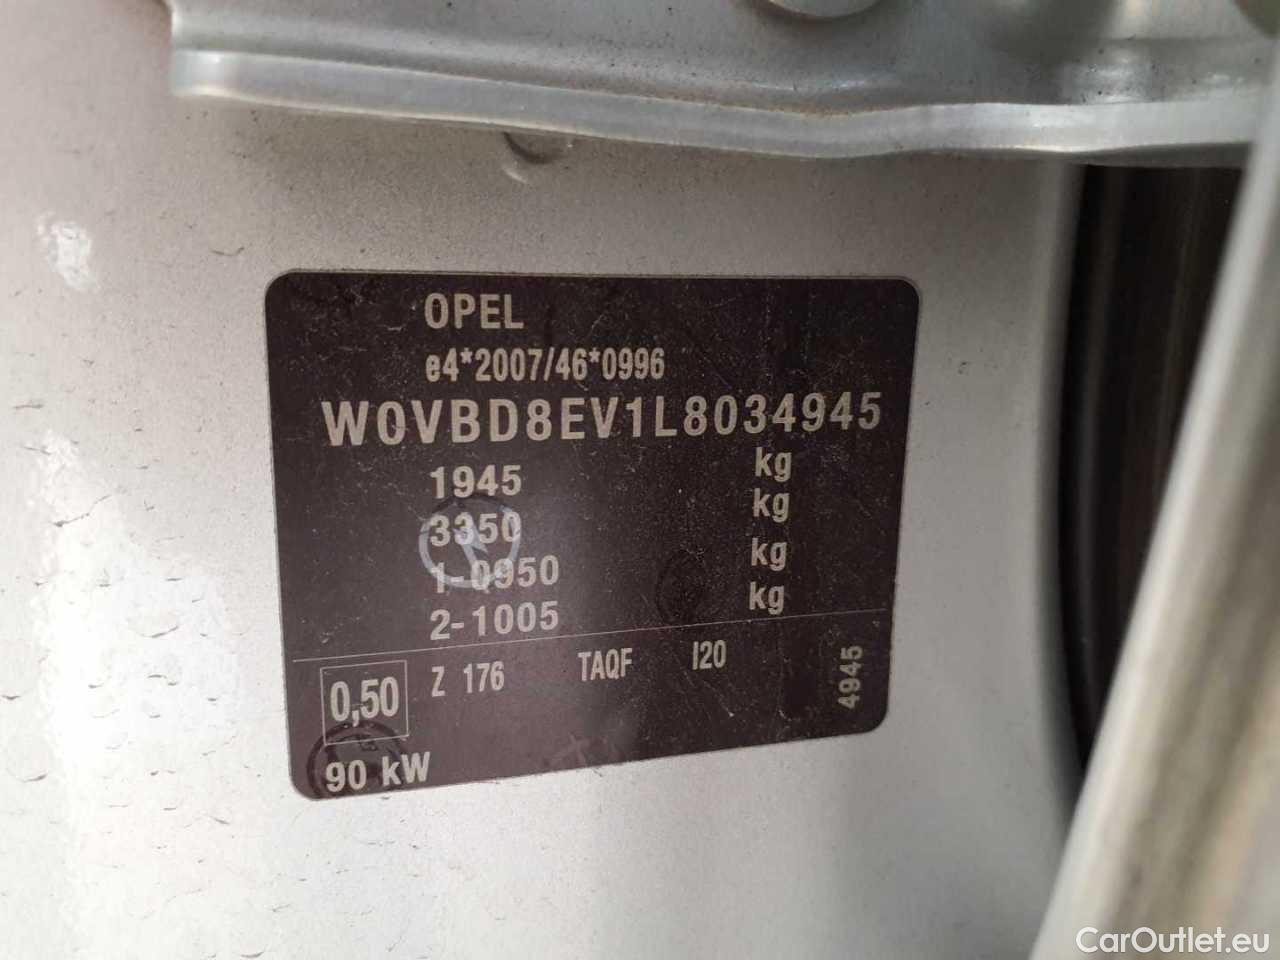 OPEL
e4*2007/46*0996
W0VBD8EV1L8034945
1945 kg
3350 kg
1-0950 kg
2-1005 kg
0,50 Z 176 TAQF I20
4945
90 kW
CarOutlet.eu